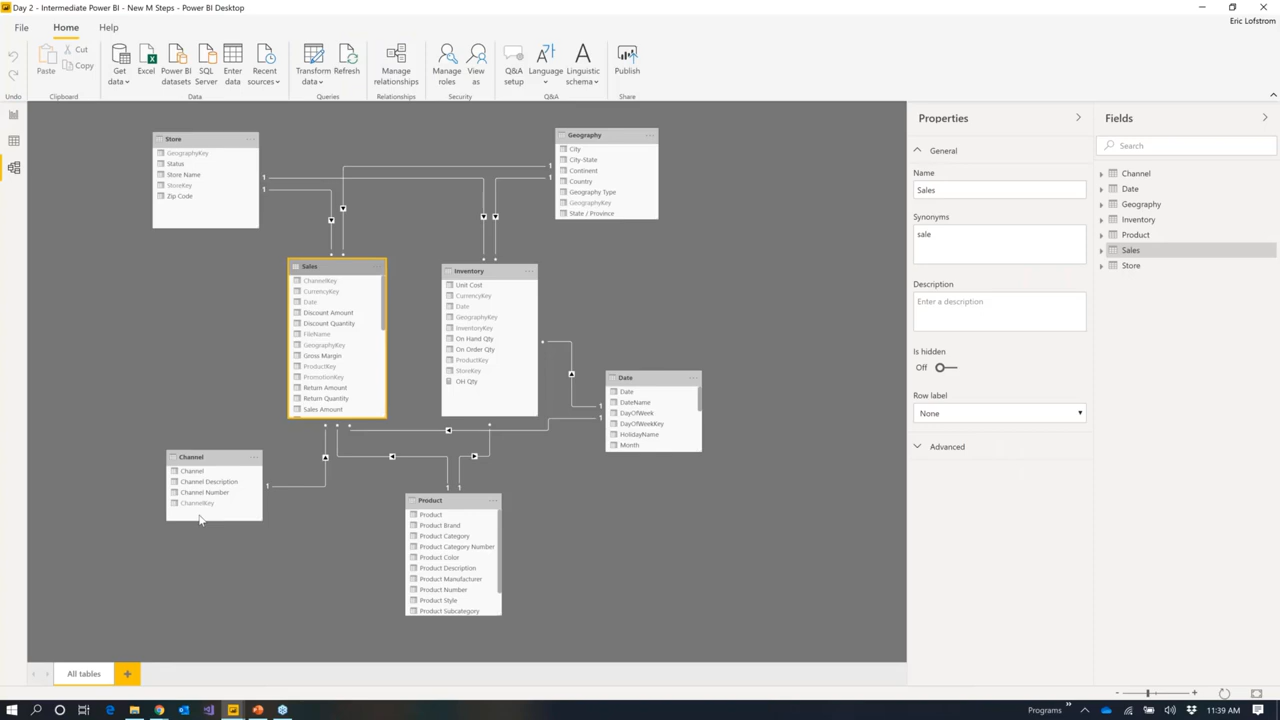 Day 2 - Intermediate Power BI - New M Steps - Power BI Desktop
Eric Lofstrom
File Home Help
Paste
Cut
Copy
Get data
Excel
Power BI datasets
SQL Server
Enter data
Recent sources
Transform data
Refresh
Manage relationships
Manage roles
View as
Q&A setup
Language
Linguistic schema
Publish
Undo
Clipboard
Data
Queries
Relationships
Security
Q&A
Share
Store
GeographyKey
Status
Store Name
StoreKey
Zip Code
1
1
Geography
City
City-State
Continent
Country
Geography Type
GeographyKey
State / Province
1
1
Sales
ChannelKey
CurrencyKey
Date
Discount Amount
Discount Quantity
FileName
GeographyKey
Gross Margin
ProductKey
PromotionKey
Return Amount
Return Quantity
Sales Amount
Inventory
Unit Cost
CurrencyKey
Date
GeographyKey
InventoryKey
On Hand Qty
On Order Qty
ProductKey
StoreKey
OH Qty
Date
Date
DateName
DayOfWeek
DayOfWeekKey
HolidayName
Month
1
1
Channel
Channel
Channel Description
Channel Number
ChannelKey
1
1 1
Product
Product
Product Brand
Product Category
Product Category Number
Product Color
Product Description
Product Manufacturer
Product Number
Product Style
Product Subcategory
Properties
General
Name
Sales
Synonyms
sale
Description
Enter a description
Is hidden
Off
Row label
None
Advanced
Fields
Search
Channel
Date
Geography
Inventory
Product
Sales
Store
All tables
Programs
11:39 AM